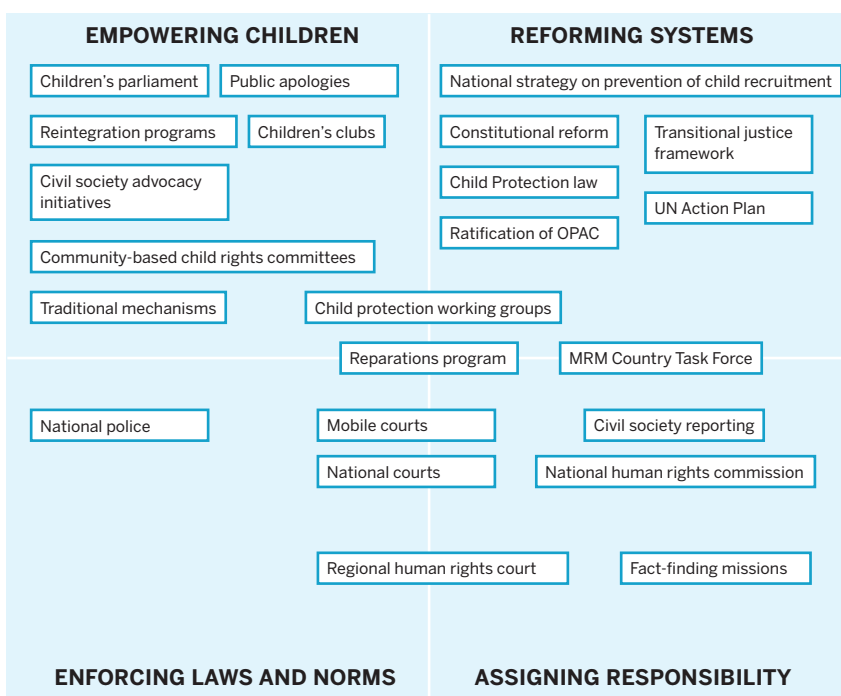 EMPOWERING CHILDREN
Children’s parliament
Public apologies
Reintegration programs
Children’s clubs
Civil society advocacy
initiatives
Community-based child rights committees
Traditional mechanisms
Child protection working groups
REFORMING SYSTEMS
National strategy on prevention of child recruitment
Constitutional reform
Transitional justice
framework
Child Protection law
UN Action Plan
Ratification of OPAC
Reparations program
MRM Country Task Force
National police
Mobile courts
National courts
Regional human rights court
Civil society reporting
National human rights commission
Fact-finding missions
ENFORCING LAWS AND NORMS
ASSIGNING RESPONSIBILITY